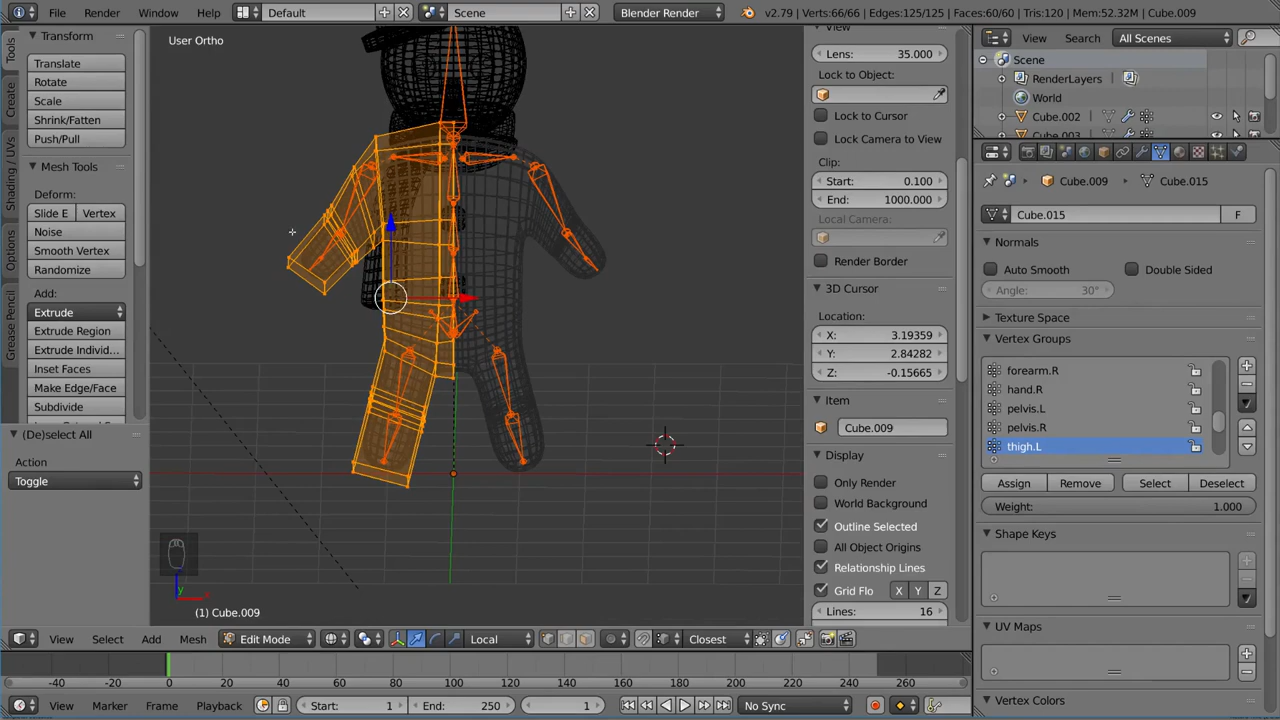 File Render Window Help Default Scene Blender Render v2.79 | Verts:66/66 | Edges:125/125 | Faces:60/60 | Tris:120 | Mem:52.32M | Cube.009
Tools
Create
Shading / UVs
Options
Grease Pencil
Transform
Translate
Rotate
Scale
Shrink/Fatten
Push/Pull
Mesh Tools
Deform:
Slide E Vertex
Noise
Smooth Vertex
Randomize
Add:
Extrude
Extrude Region
Extrude Individ...
Inset Faces
Make Edge/Face
Subdivide
(De)select All
Action
Toggle
User Ortho
(1) Cube.009
View
Lens: 35.000
Lock to Object:
Lock to Cursor
Lock Camera to View
Clip:
Start: 0.100
End: 1000.000
Local Camera:
Render Border
3D Cursor
Location:
X: 3.19359
Y: 2.84282
Z: -0.15665
Item
Cube.009
Display
Only Render
World Background
Outline Selected
All Object Origins
Relationship Lines
Grid Flo X Y Z
Lines: 16
View Search All Scenes
Scene
RenderLayers
World
Cube.002
Cube.003
Cube.009 Cube.015
Cube.015 F
Normals
Auto Smooth Double Sided
Angle: 30°
Texture Space
Vertex Groups
forearm.R
hand.R
pelvis.L
pelvis.R
thigh.L
Assign Remove Select Deselect
Weight: 1.000
Shape Keys
UV Maps
Vertex Colors
View Select Add Mesh Edit Mode Local Closest
-40 -20 0 20 40 60 80 100 120 140 160 180 200 220 240 260
View Marker Frame Playback Start: 1 End: 250 1 No Sync